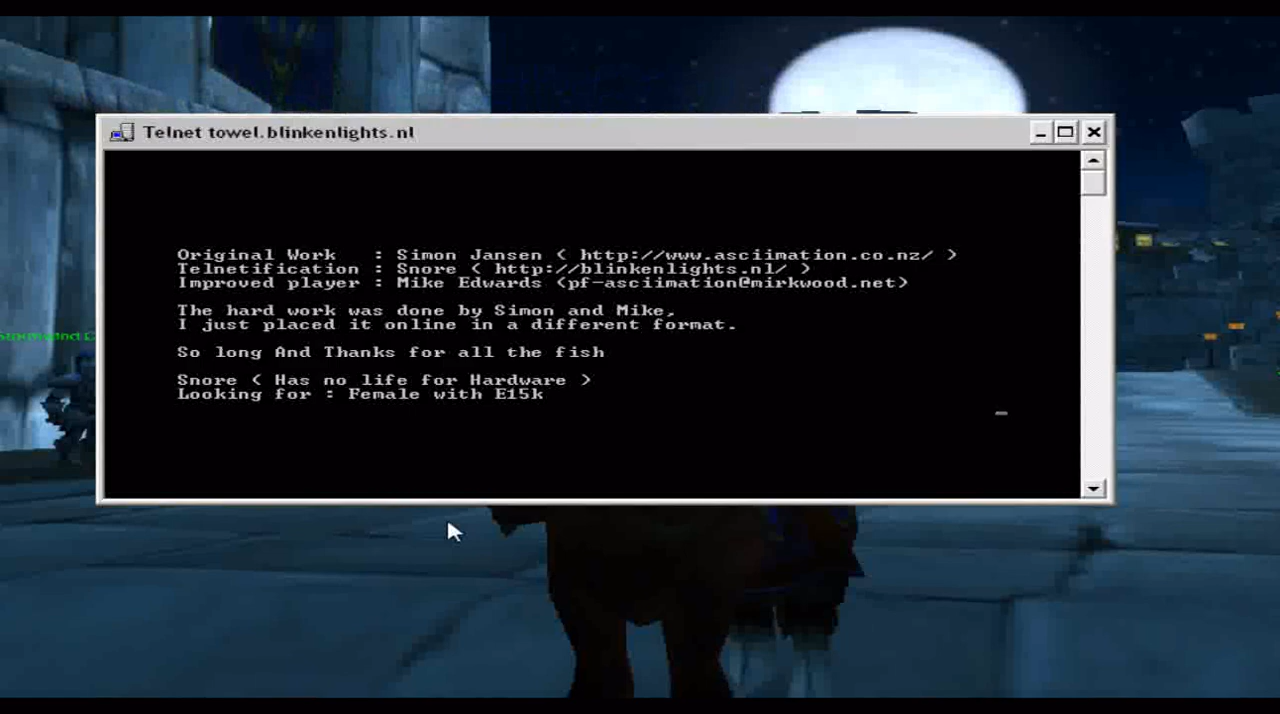 Telnet towel.blinkenlights.nl
Original Work : Simon Jansen ( http://www.asciimation.co.nz/ )
Telnetification : Snore ( http://blinkenlights.nl/ )
Improved player : Mike Edwards (pf-asciimation@mirkwood.net)
The hard work was done by Simon and Mike,
I just placed it online in a different format.
So long And Thanks for all the fish
Snore ( Has no life for Hardware )
Looking for : Female with E15k